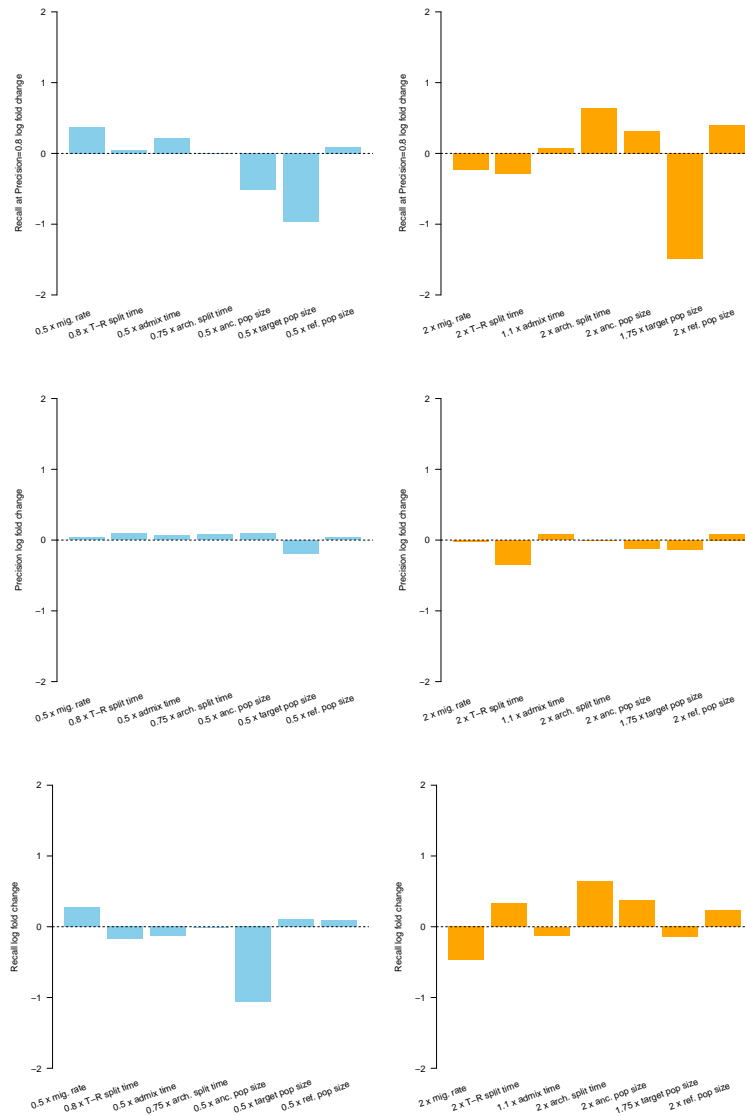 Recall at Precision=0.8 log fold change
2
1
0
−1
−2
0.5 x mig. rate
0.8 x T−R split time
0.5 x admix time
0.75 x arch. split time
0.5 x anc. pop size
0.5 x target pop size
0.5 x ref. pop size
Recall at Precision=0.8 log fold change
2
1
0
−1
−2
2 x mig. rate
2 x T−R split time
1.1 x admix time
2 x arch. split time
2 x anc. pop size
1.75 x target pop size
2 x ref. pop size
Precision log fold change
2
1
0
−1
−2
0.5 x mig. rate
0.8 x T−R split time
0.5 x admix time
0.75 x arch. split time
0.5 x anc. pop size
0.5 x target pop size
0.5 x ref. pop size
Precision log fold change
2
1
0
−1
−2
2 x mig. rate
2 x T−R split time
1.1 x admix time
2 x arch. split time
2 x anc. pop size
1.75 x target pop size
2 x ref. pop size
Recall log fold change
2
1
0
−1
−2
0.5 x mig. rate
0.8 x T−R split time
0.5 x admix time
0.75 x arch. split time
0.5 x anc. pop size
0.5 x target pop size
0.5 x ref. pop size
Recall log fold change
2
1
0
−1
−2
2 x mig. rate
2 x T−R split time
1.1 x admix time
2 x arch. split time
2 x anc. pop size
1.75 x target pop size
2 x ref. pop size